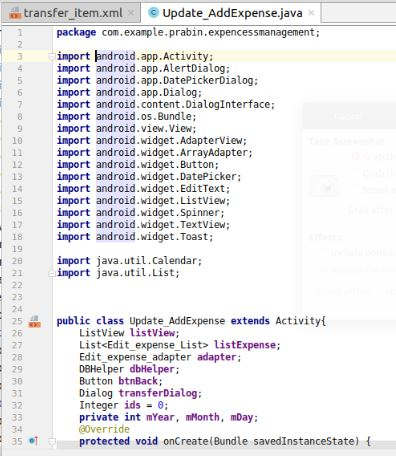 transfer_item.xml × Update_AddExpense.java ×
1 package com.example.prabin.expencessmanagement;
2
3 import android.app.Activity;
4 import android.app.AlertDialog;
5 import android.app.DatePickerDialog;
6 import android.app.Dialog;
7 import android.content.DialogInterface;
8 import android.os.Bundle;
9 import android.view.View;
10 import android.widget.AdapterView;
11 import android.widget.ArrayAdapter;
12 import android.widget.Button;
13 import android.widget.DatePicker;
14 import android.widget.EditText;
15 import android.widget.ListView;
16 import android.widget.Spinner;
17 import android.widget.TextView;
18 import android.widget.Toast;
19
20 import java.util.Calendar;
21 import java.util.List;
22
23
24
25 public class Update_AddExpense extends Activity{
26 ListView listView;
27 List<Edit_expense_List> listExpense;
28 Edit_expense_adapter adapter;
29 DBHelper dbHelper;
30 Button btnBack;
31 Dialog transferDialog;
32 Integer ids = 0;
33 private int mYear, mMonth, mDay;
34 @Override
35 protected void onCreate(Bundle savedInstanceState) {
Cancel
Take Screenshot
Effects